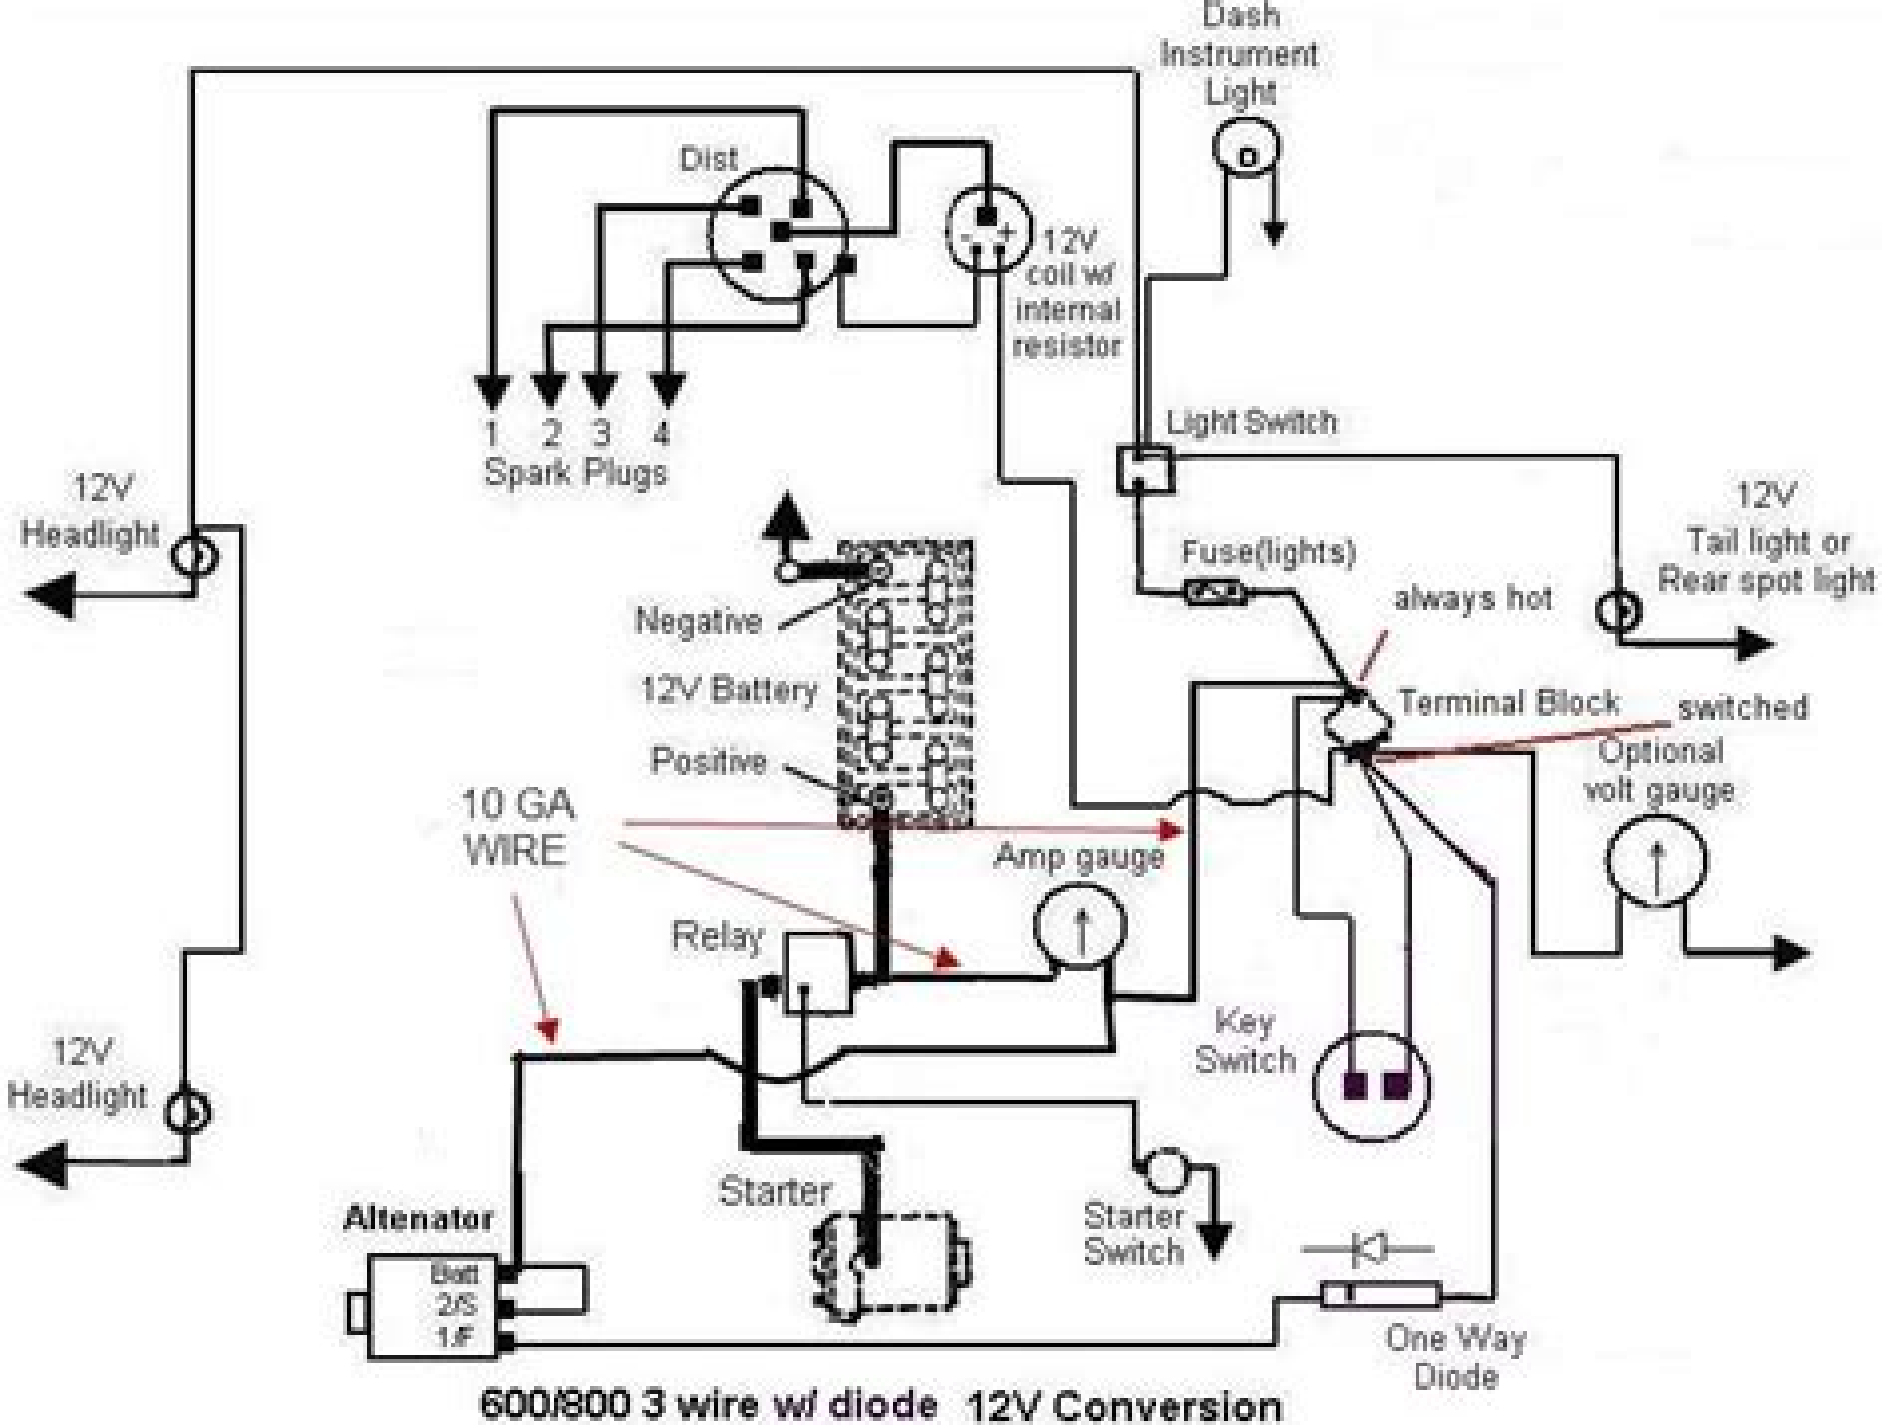 Dash
Instrument
Light
Dist
- +
12V
coil w/
internal
resistor
1 2 3 4
Spark Plugs
Light Switch
12V
Headlight
12V
Tail light or
Rear spot light
Fuse(lights)
always hot
Negative
12V Battery
Positive
Terminal Block
switched
Optional
volt gauge
10 GA
WIRE
Amp gauge
Relay
Key
Switch
12V
Headlight
Starter
Starter
Switch
Altenator
Batt
2/S
1/F
One Way
Diode
600/800 3 wire w/ diode 12V Conversion